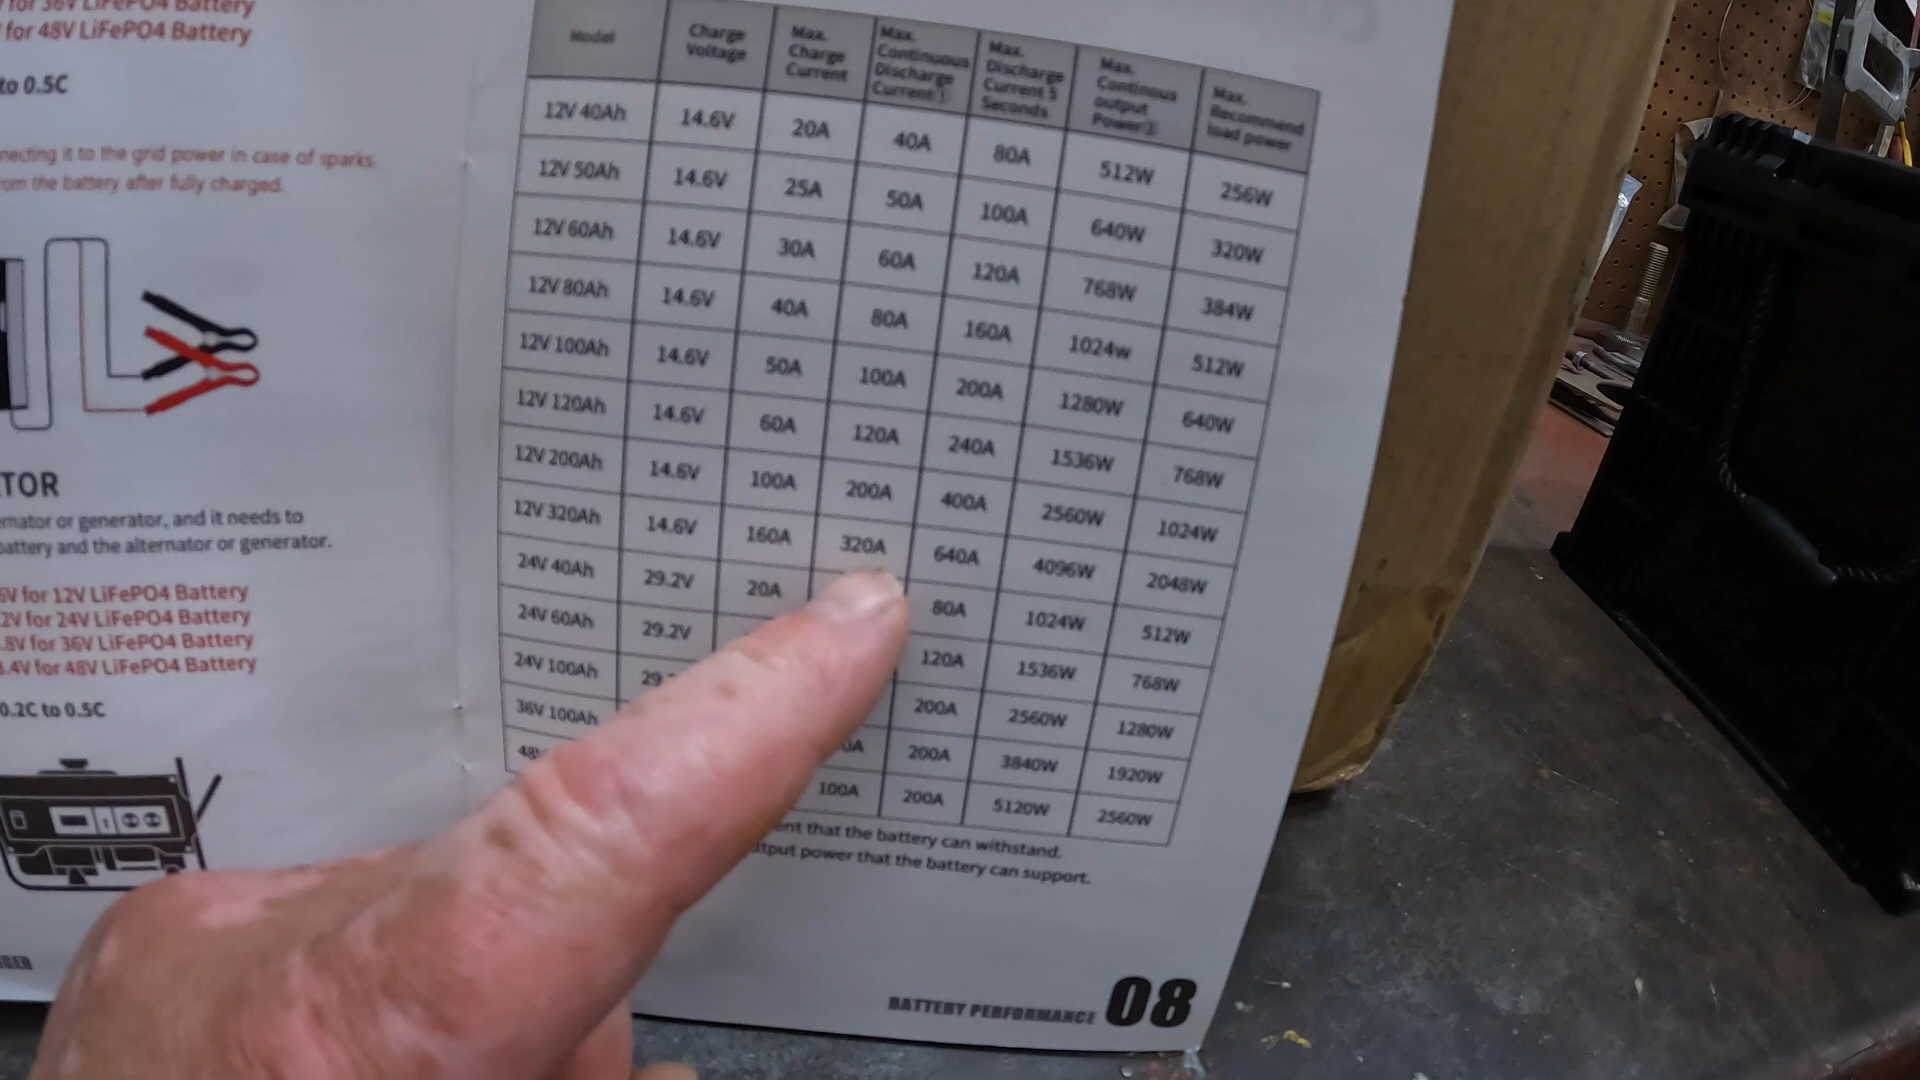 for 36V LiFePO4 Battery
for 48V LiFePO4 Battery
to 0.5C
necting it to the grid power in case of sparks.
om the battery after fully charged.
TOR
rnator or generator, and it needs to
battery and the alternator or generator.
6V for 12V LiFePO4 Battery
.2V for 24V LiFePO4 Battery
.8V for 36V LiFePO4 Battery
.4V for 48V LiFePO4 Battery
0.2C to 0.5C
Model Charge Voltage Max. Charge Current Max. Continuous Discharge Current① Max. Discharge Current 5 Seconds Max. Continous output Power② Max. Recommend load power
12V 40Ah 14.6V 20A 40A 80A 512W 256W
12V 50Ah 14.6V 25A 50A 100A 640W 320W
12V 60Ah 14.6V 30A 60A 120A 768W 384W
12V 80Ah 14.6V 40A 80A 160A 1024w 512W
12V 100Ah 14.6V 50A 100A 200A 1280W 640W
12V 120Ah 14.6V 60A 120A 240A 1536W 768W
12V 200Ah 14.6V 100A 200A 400A 2560W 1024W
12V 320Ah 14.6V 160A 320A 640A 4096W 2048W
24V 40Ah 29.2V 20A 80A 1024W 512W
24V 60Ah 29.2V 120A 1536W 768W
24V 100Ah 29. 200A 2560W 1280W
36V 100Ah 0A 200A 3840W 1920W
48V 100A 200A 5120W 2560W
ent that the battery can withstand.
tput power that the battery can support.
BATTERY PERFORMANCE 08